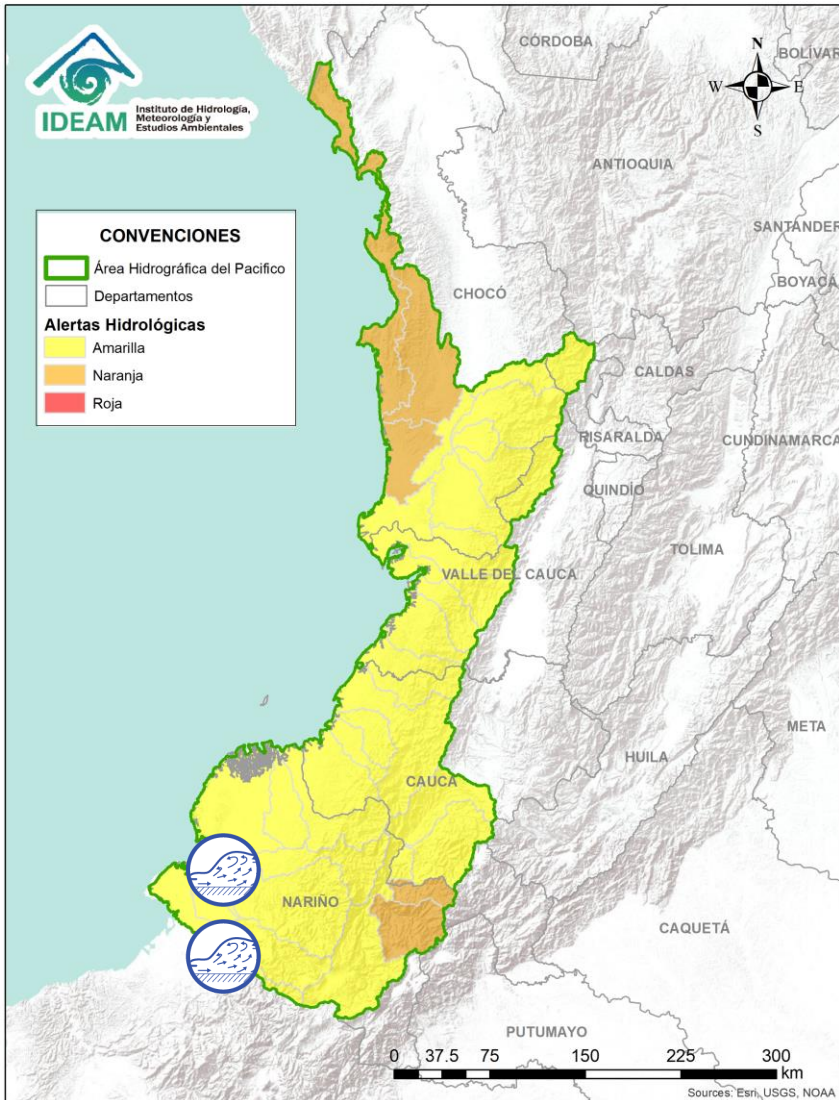 IDEAM
Instituto de Hidrología,
Meteorología y
Estudios Ambientales
CÓRDOBA
BOLÍVAR
N
W
E
S
ANTIOQUIA
SANTANDER
BOYACÁ
CONVENCIONES
Área Hidrográfica del Pacifico
Departamentos
Alertas Hidrológicas
Amarilla
Naranja
Roja
CHOCÓ
CALDAS
RISARALDA
CUNDINAMARCA
QUINDÍO
TOLIMA
VALLE DEL CAUCA
META
HUILA
CAUCA
NARIÑO
CAQUETÁ
PUTUMAYO
0 37.5 75 150 225 300
km
Sources: Esri, USGS, NOAA